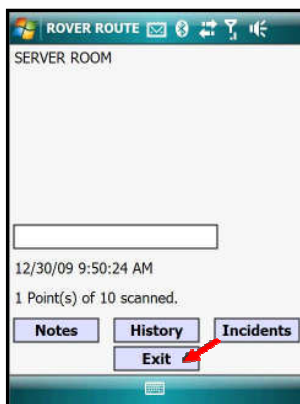 ROVER ROUTE
SERVER ROOM
12/30/09 9:50:24 AM
1 Point(s) of 10 scanned.
Notes History Incidents
Exit